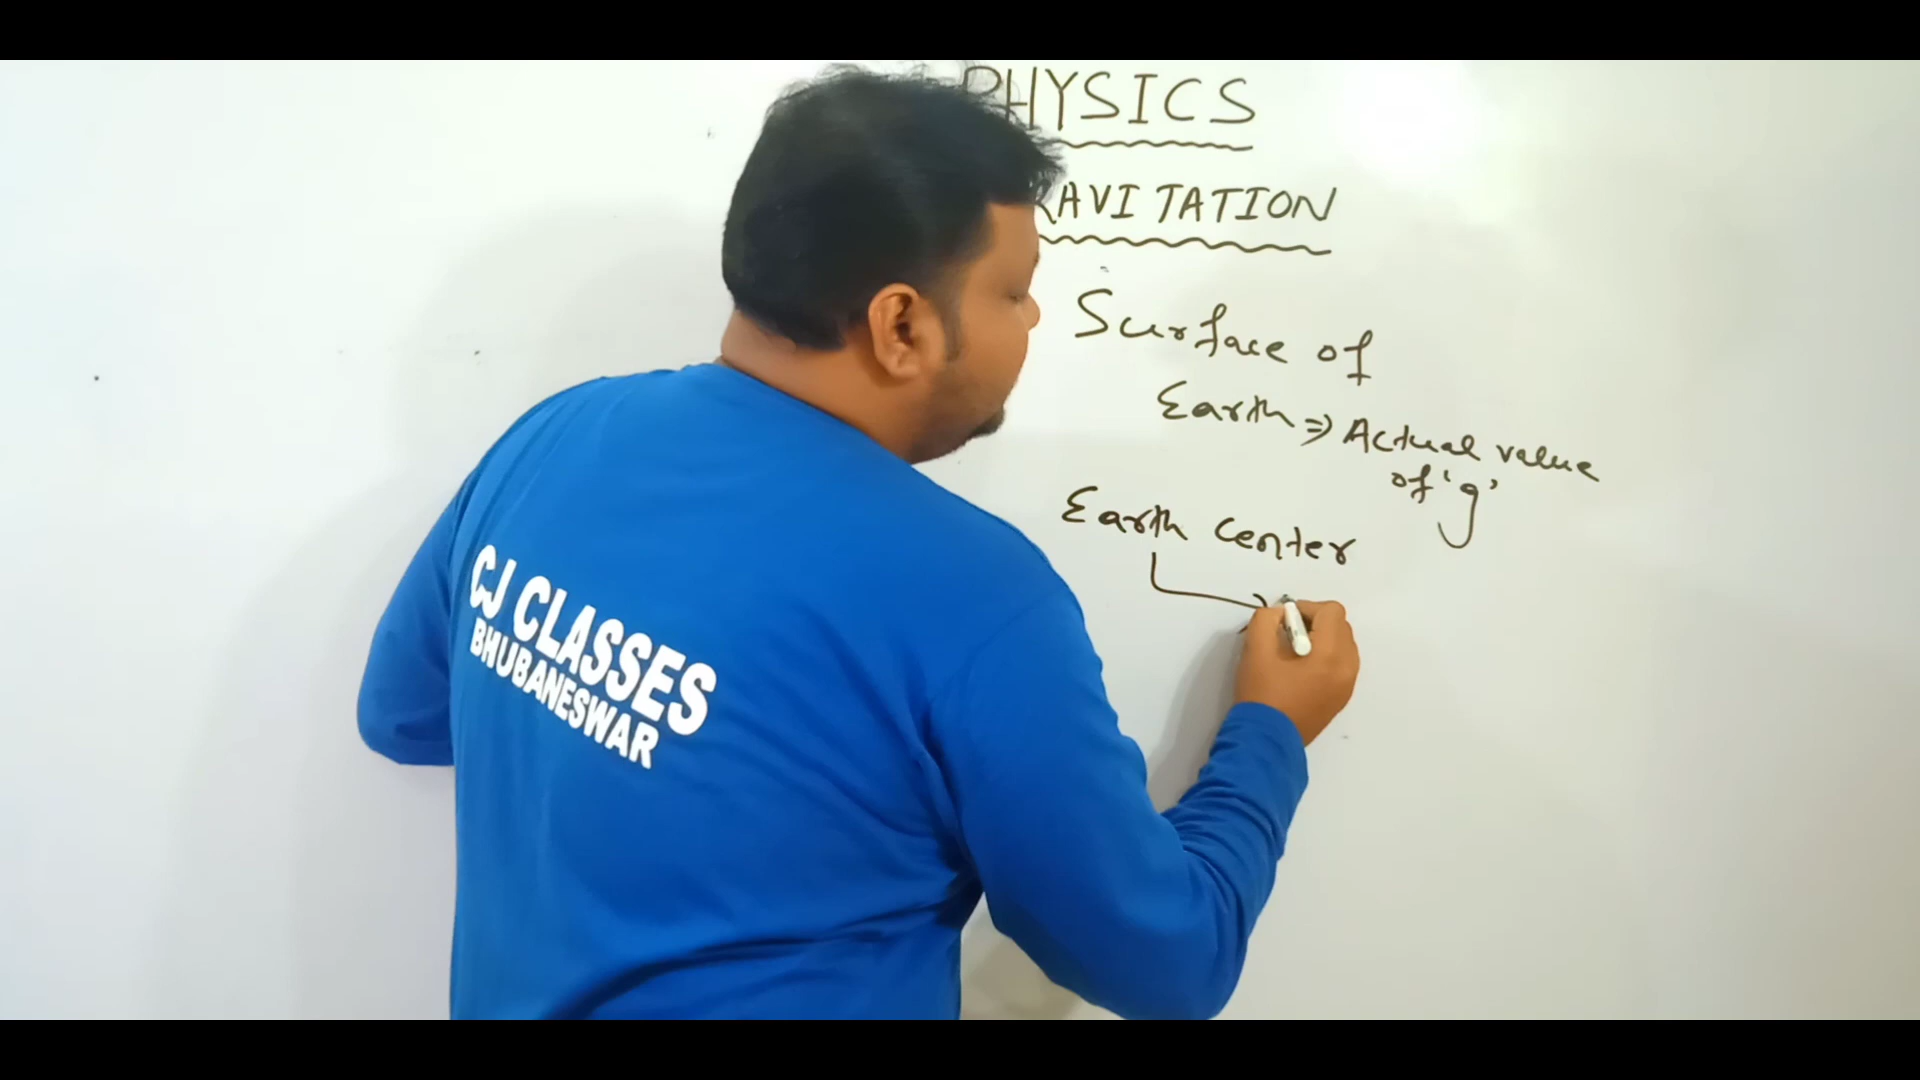 PHYSICS
RAVITATION
Surface of
Earth ⇒ Actual value
of 'g'
Earth Center
CJ CLASSES
BHUBANESWAR